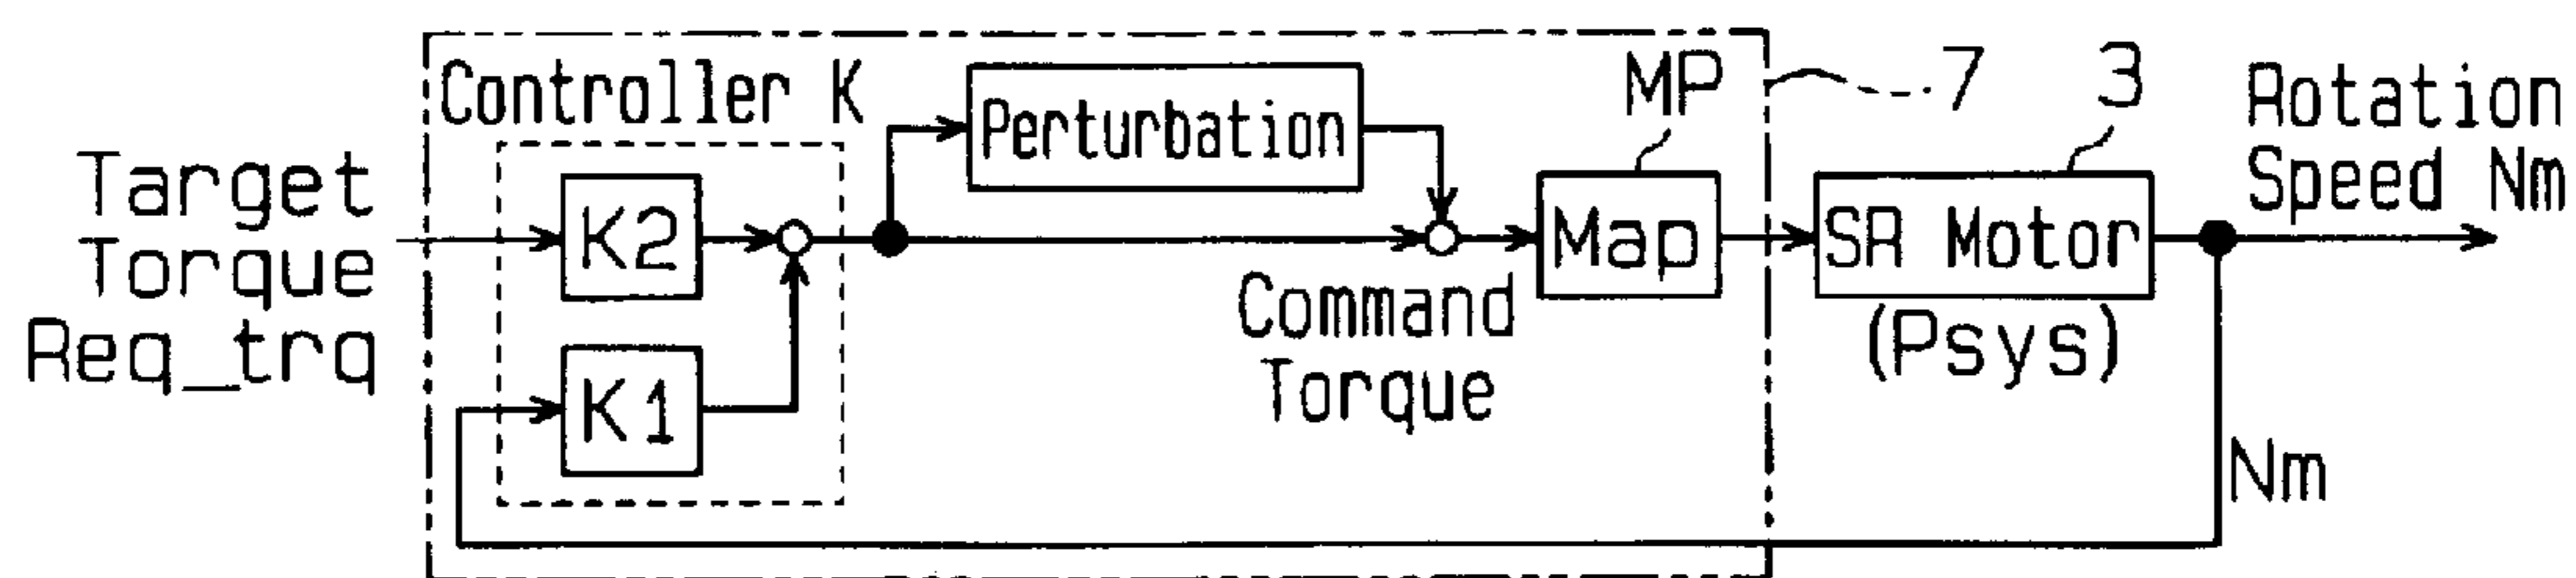 Target
Torque
Req_trq
Controller K
K2
K1
Perturbation
Command
Torque
MP
Map
7
3
SR Motor
(Psys)
Rotation
Speed Nm
Nm